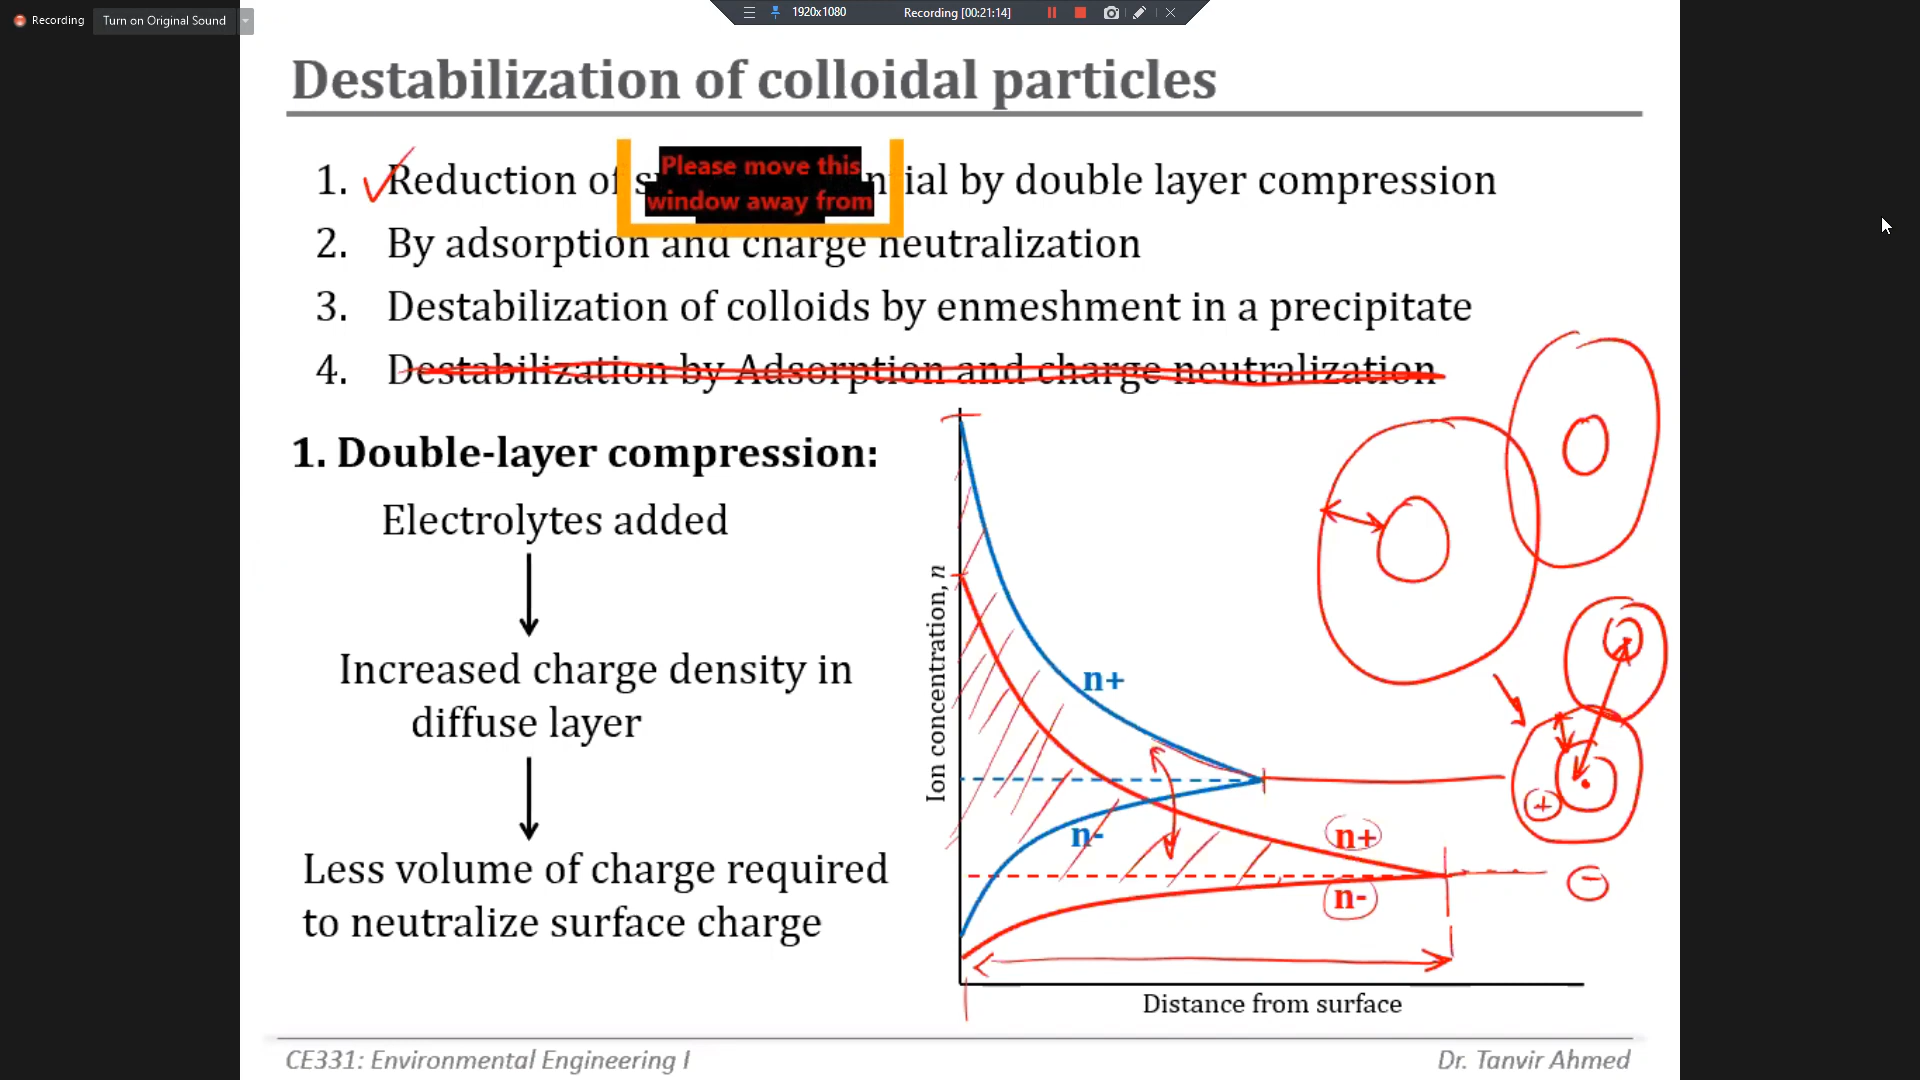 Recording
Turn on Original Sound
1920x1080
Recording [00:21:14]
Destabilization of colloidal particles
1. Reduction of s ntial by double layer compression
Please move this
window away from
2. By adsorption and charge neutralization
3. Destabilization of colloids by enmeshment in a precipitate
4. Destabilization by Adsorption and charge neutralization
1. Double-layer compression:
Electrolytes added
Increased charge density in
diffuse layer
Less volume of charge required
to neutralize surface charge
Ion concentration, n
n+
n-
n+
n-
+
-
Distance from surface
CE331: Environmental Engineering I
Dr. Tanvir Ahmed